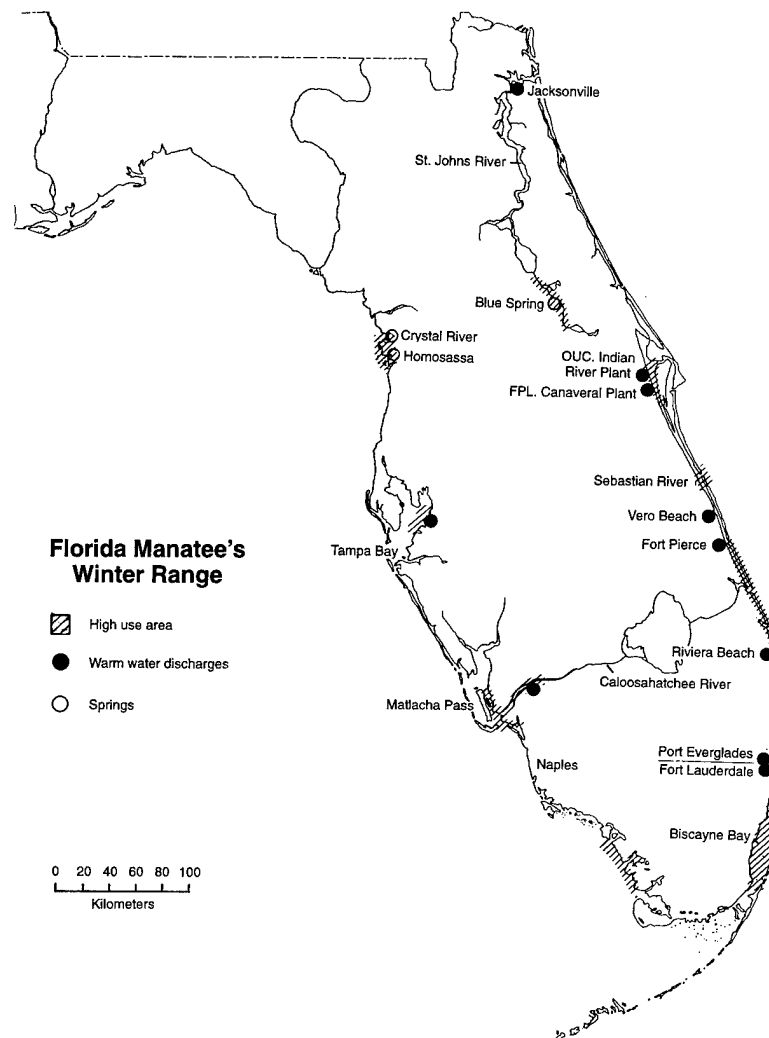 Jacksonville
St. Johns River
Blue Spring
Crystal River
Homosassa
OUC. Indian
River Plant
FPL. Canaveral Plant
Sebastian River
Vero Beach
Fort Pierce
Tampa Bay
Florida Manatee's
Winter Range
High use area
Warm water discharges
Springs
Riviera Beach
Caloosahatchee River
Matlacha Pass
Port Everglades
Fort Lauderdale
Naples
Biscayne Bay
0 20 40 60 80 100
Kilometers